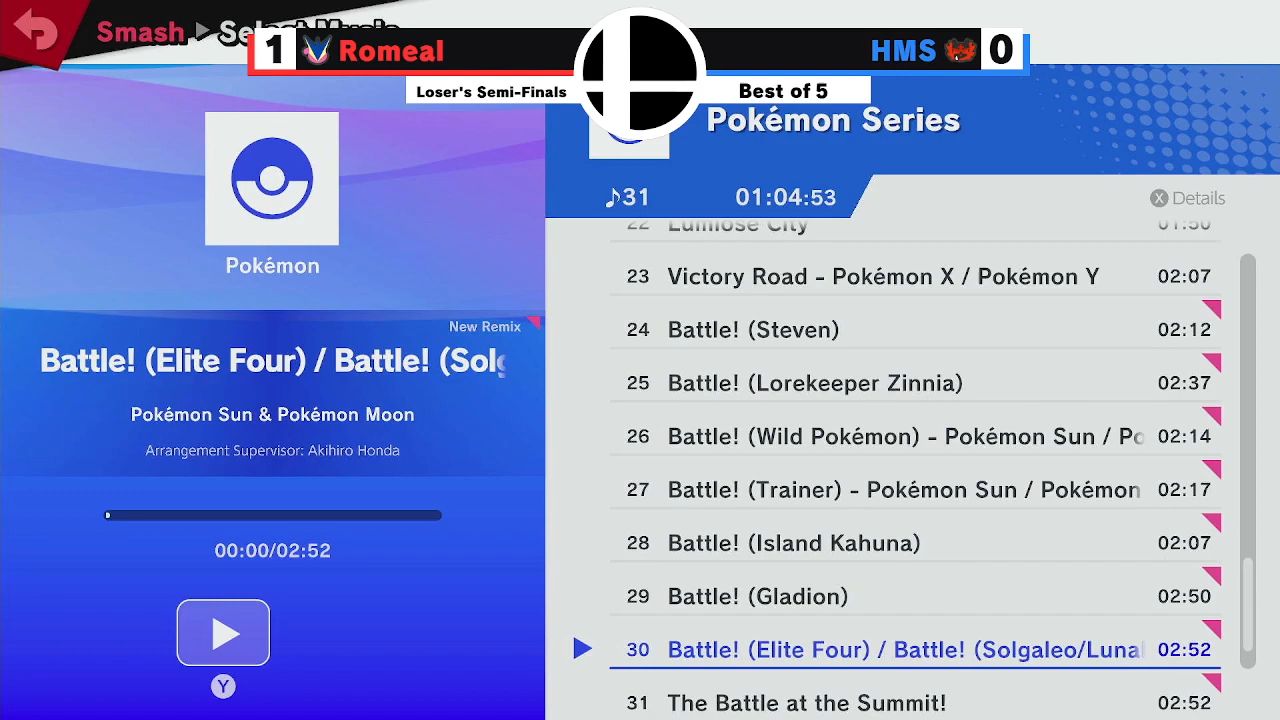 Smash
1 Romeal
HMS 0
Loser's Semi-Finals
Best of 5
Pokémon Series
♪31 01:04:53
X Details
Pokémon
New Remix
Battle! (Elite Four) / Battle! (Solg
Pokémon Sun & Pokémon Moon
Arrangement Supervisor: Akihiro Honda
00:00/02:52
Y
22 Lumiose City 01:50
23 Victory Road - Pokémon X / Pokémon Y 02:07
24 Battle! (Steven) 02:12
25 Battle! (Lorekeeper Zinnia) 02:37
26 Battle! (Wild Pokémon) - Pokémon Sun / Po 02:14
27 Battle! (Trainer) - Pokémon Sun / Pokémon 02:17
28 Battle! (Island Kahuna) 02:07
29 Battle! (Gladion) 02:50
30 Battle! (Elite Four) / Battle! (Solgaleo/Luna 02:52
31 The Battle at the Summit! 02:52